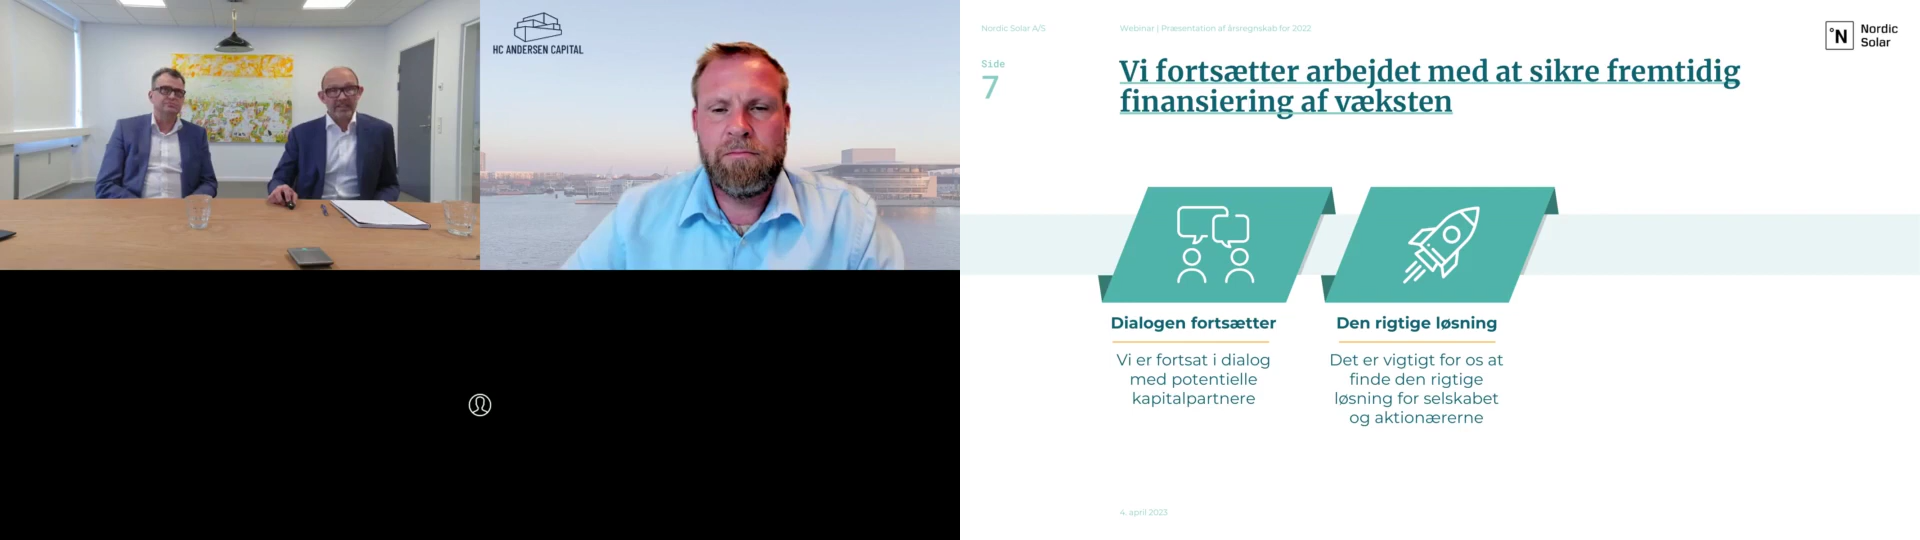 HC ANDERSEN CAPITAL
Nordic Solar A/S
Webinar | Præsentation af årsregnskab for 2022
°N Nordic
Solar
Side
7
Vi fortsætter arbejdet med at sikre fremtidig
finansiering af væksten
Dialogen fortsætter
Vi er fortsat i dialog
med potentielle
kapitalpartnere
Den rigtige løsning
Det er vigtigt for os at
finde den rigtige
løsning for selskabet
og aktionærerne
4. april 2023